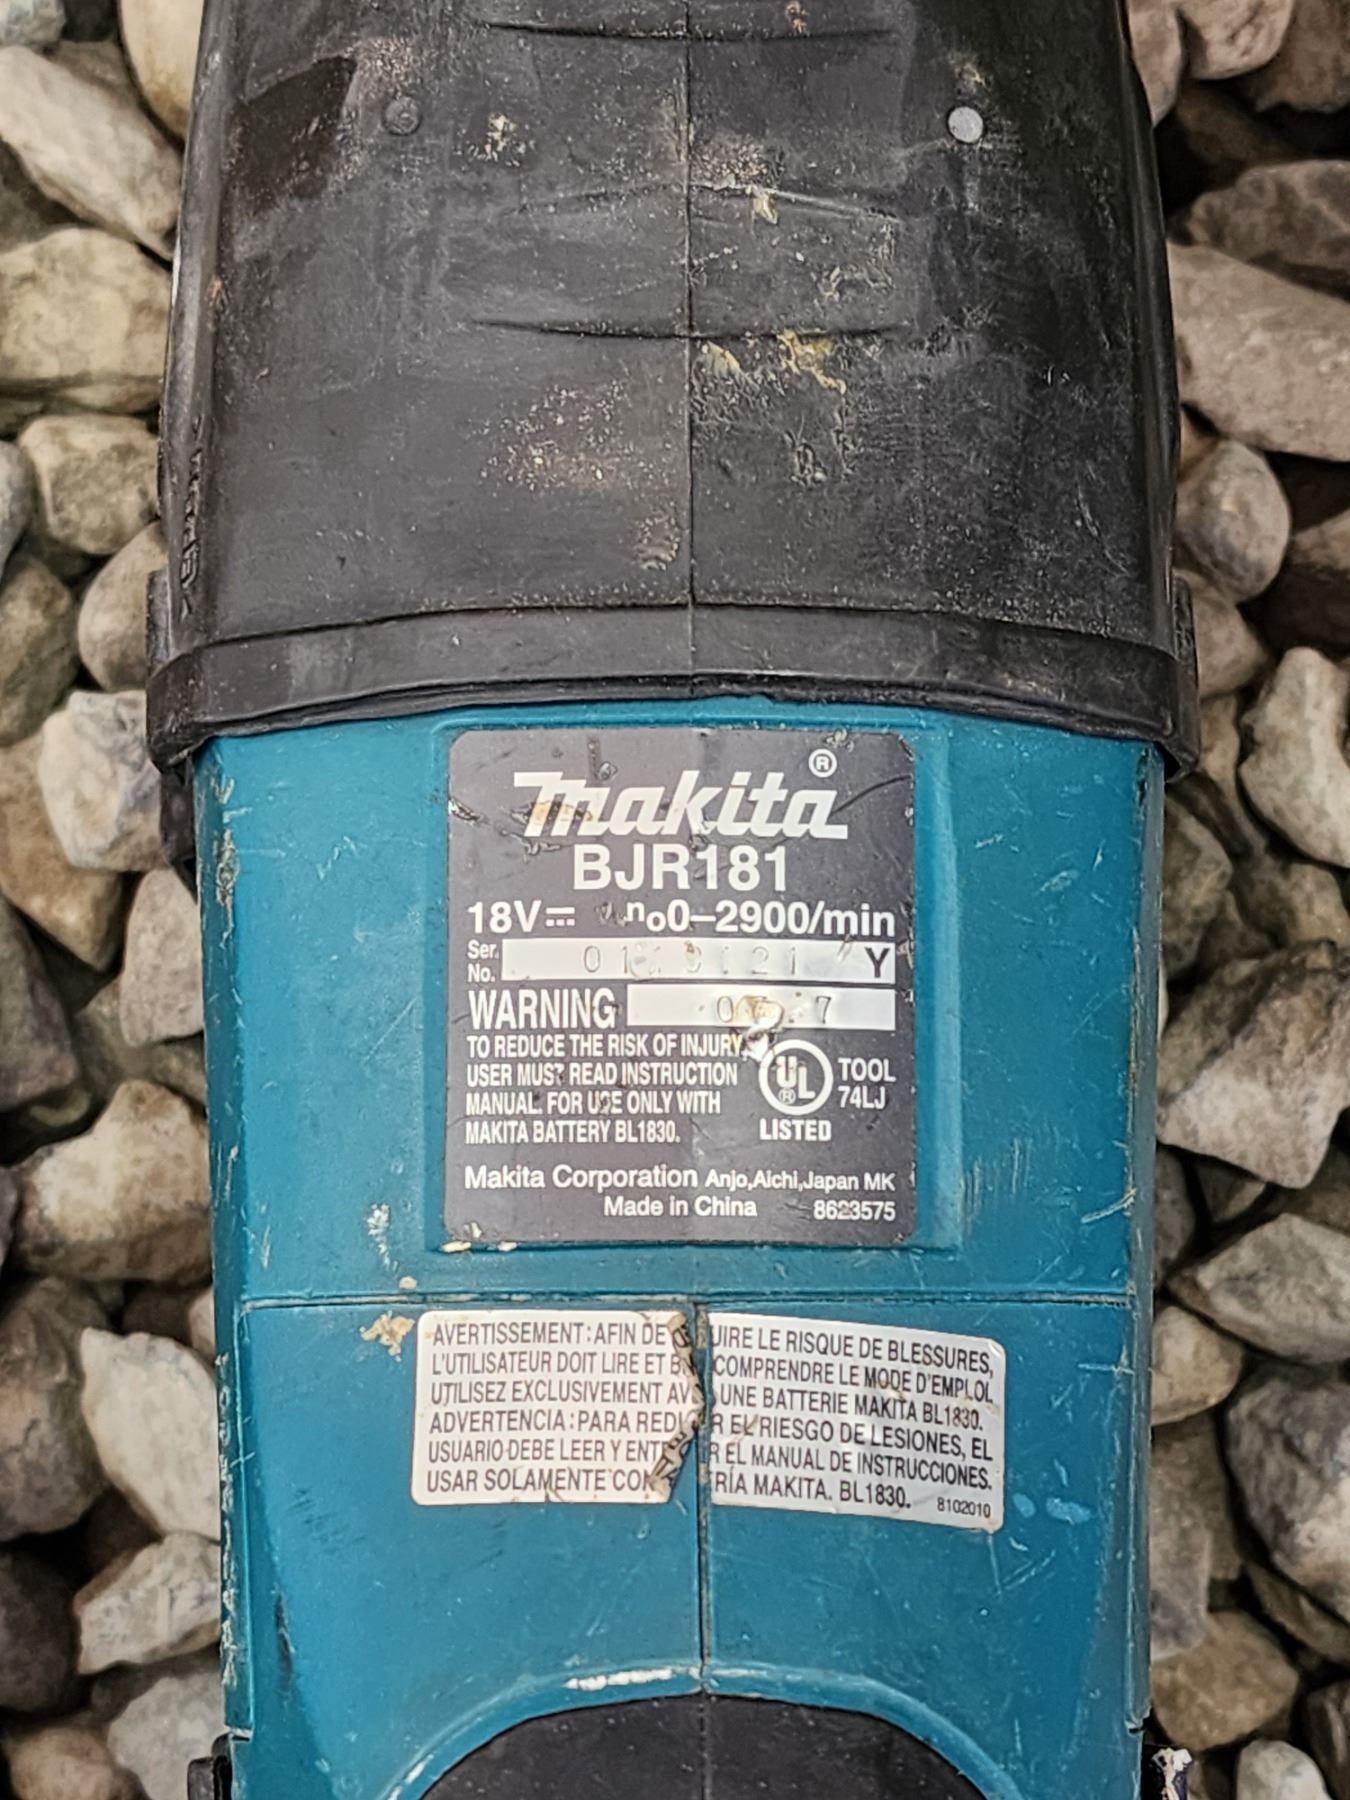 makita®
BJR181
18V no0–2900/min
Ser. No. Y
WARNING
TO REDUCE THE RISK OF INJURY
USER MUST READ INSTRUCTION
MANUAL. FOR USE ONLY WITH
MAKITA BATTERY BL1830.
UL® TOOL
74LJ
LISTED
Makita Corporation Anjo,Aichi,Japan MK
Made in China 8623575
AVERTISSEMENT: AFIN DE UIRE LE RISQUE DE BLESSURES,
L'UTILISATEUR DOIT LIRE ET COMPRENDRE LE MODE D'EMPLOI.
UTILISEZ EXCLUSIVEMENT AV UNE BATTERIE MAKITA BL1830.
ADVERTENCIA: PARA REDU R EL RIESGO DE LESIONES, EL
USUARIO DEBE LEER Y ENTE R EL MANUAL DE INSTRUCCIONES.
USAR SOLAMENTE CON RÍA MAKITA. BL1830. 8102010